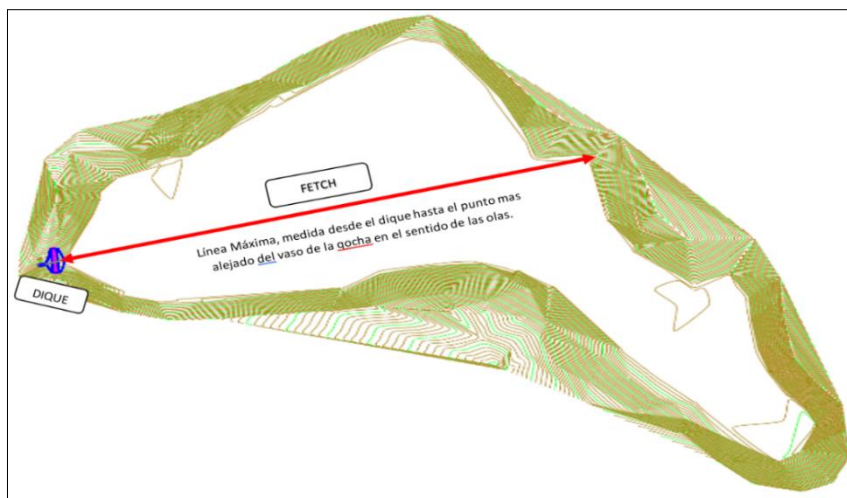 FETCH
Línea Máxima, medida desde el dique hasta el punto mas
alejado del vaso de la qocha en el sentido de las olas.
DIQUE